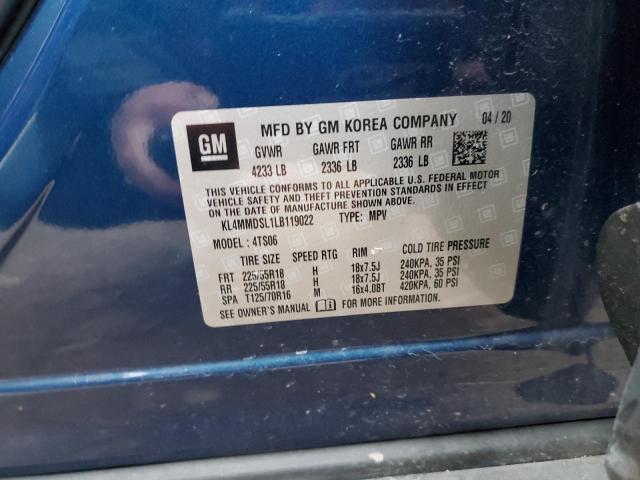 GM
MFD BY GM KOREA COMPANY 04 / 20
GVWR GAWR FRT GAWR RR
4233 LB 2336 LB 2336 LB
THIS VEHICLE CONFORMS TO ALL APPLICABLE U.S. FEDERAL MOTOR
VEHICLE SAFETY AND THEFT PREVENTION STANDARDS IN EFFECT
ON THE DATE OF MANUFACTURE SHOWN ABOVE.
KL4MMDSL1LB119022 TYPE: MPV
MODEL : 4TS06
TIRE SIZE SPEED RTG RIM COLD TIRE PRESSURE
FRT 225/55R18 H 18x7.5J 240KPA, 35 PSI
RR 225/55R18 H 18x7.5J 240KPA, 35 PSI
SPA T125/70R16 M 16x4.0BT 420KPA, 60 PSI
SEE OWNER'S MANUAL FOR MORE INFORMATION